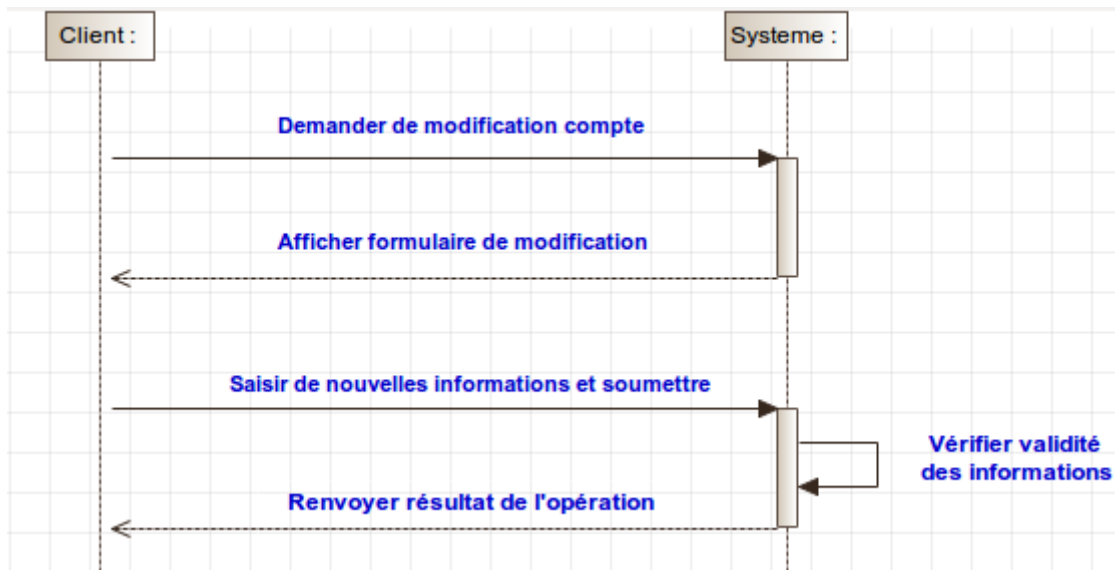 Client :
Systeme :
Demander de modification compte
Afficher formulaire de modification
Saisir de nouvelles informations et soumettre
Vérifier validité
des informations
Renvoyer résultat de l'opération